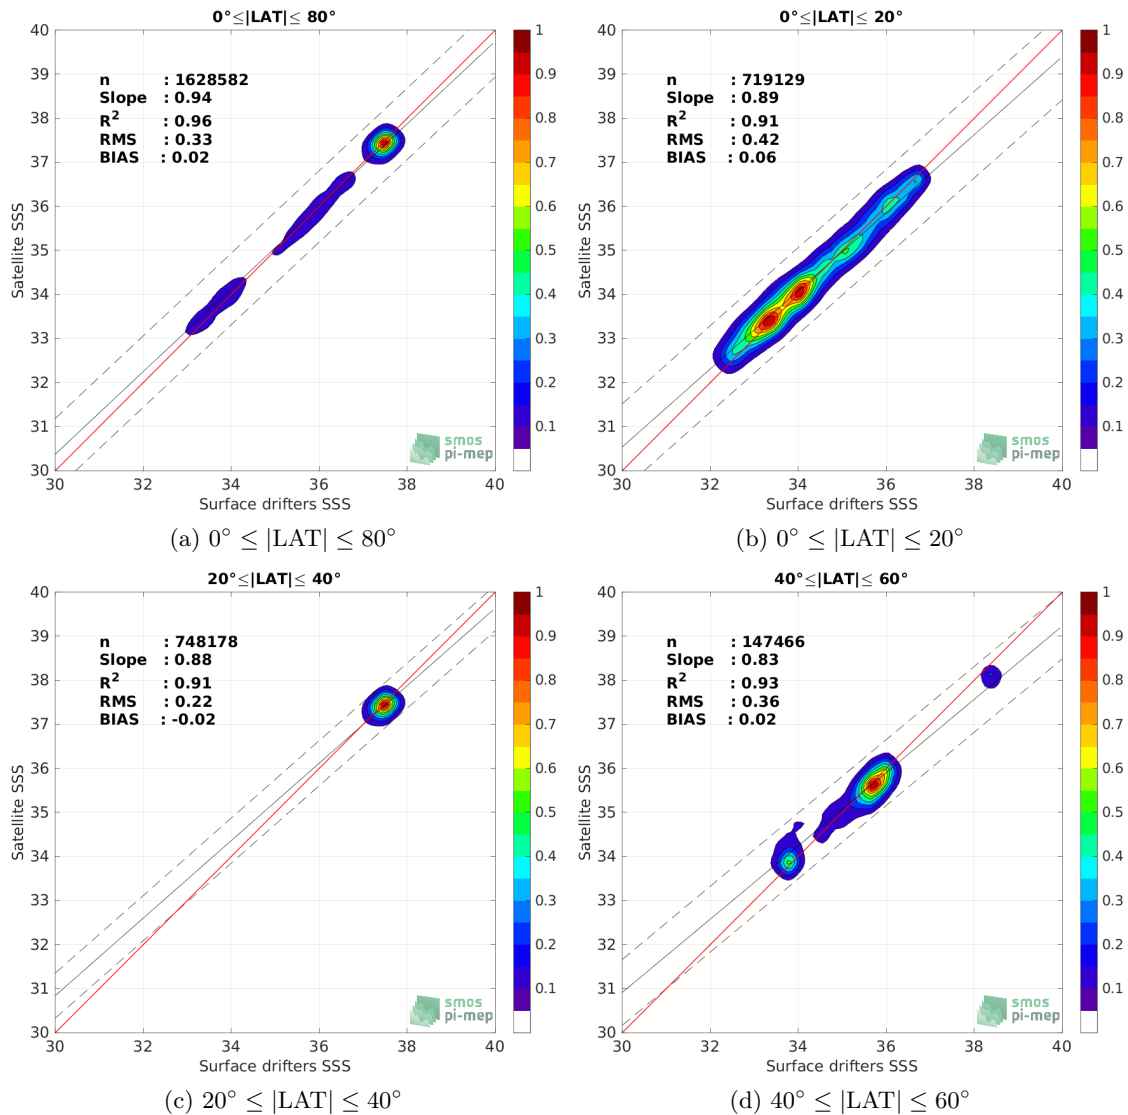 0°≤|LAT|≤ 80°
40
39
38
37
36
35
34
33
32
31
30
Satellite SSS
n : 1628582
Slope : 0.94
R² : 0.96
RMS : 0.33
BIAS : 0.02
smos
pi-mep
30 32 34 36 38 40
Surface drifters SSS
1
0.9
0.8
0.7
0.6
0.5
0.4
0.3
0.2
0.1
(a) 0° ≤ |LAT| ≤ 80°
0°≤|LAT|≤ 20°
40
39
38
37
36
35
34
33
32
31
30
Satellite SSS
n : 719129
Slope : 0.89
R² : 0.91
RMS : 0.42
BIAS : 0.06
smos
pi-mep
30 32 34 36 38 40
Surface drifters SSS
1
0.9
0.8
0.7
0.6
0.5
0.4
0.3
0.2
0.1
(b) 0° ≤ |LAT| ≤ 20°
20°≤|LAT|≤ 40°
40
39
38
37
36
35
34
33
32
31
30
Satellite SSS
n : 748178
Slope : 0.88
R² : 0.91
RMS : 0.22
BIAS : -0.02
smos
pi-mep
30 32 34 36 38 40
Surface drifters SSS
1
0.9
0.8
0.7
0.6
0.5
0.4
0.3
0.2
0.1
(c) 20° ≤ |LAT| ≤ 40°
40°≤|LAT|≤ 60°
40
39
38
37
36
35
34
33
32
31
30
Satellite SSS
n : 147466
Slope : 0.83
R² : 0.93
RMS : 0.36
BIAS : 0.02
smos
pi-mep
30 32 34 36 38 40
Surface drifters SSS
1
0.9
0.8
0.7
0.6
0.5
0.4
0.3
0.2
0.1
(d) 40° ≤ |LAT| ≤ 60°